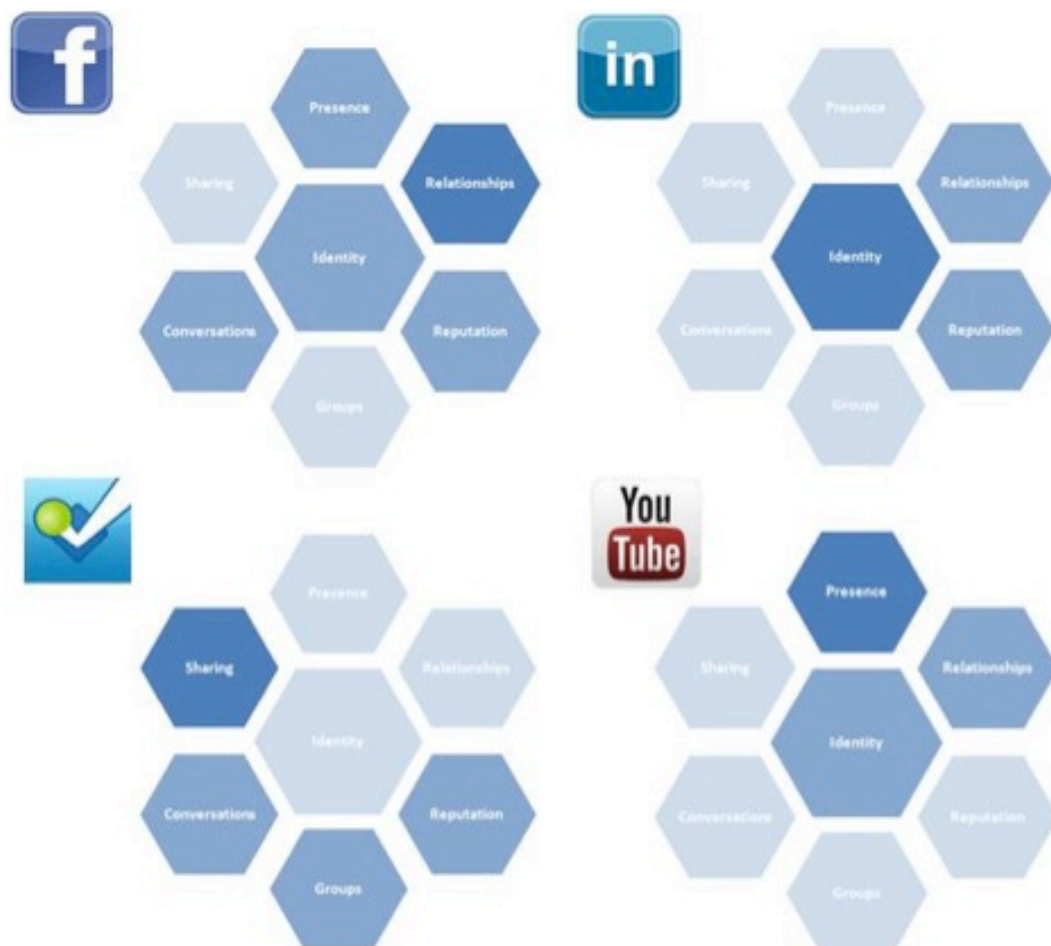 f
Presence
Sharing
Relationships
Identity
Conversations
Reputation
Groups
in
Presence
Sharing
Relationships
Identity
Conversations
Reputation
Groups
Presence
Sharing
Relationships
Identity
Conversations
Reputation
Groups
You
Tube
Presence
Sharing
Relationships
Identity
Conversations
Reputation
Groups